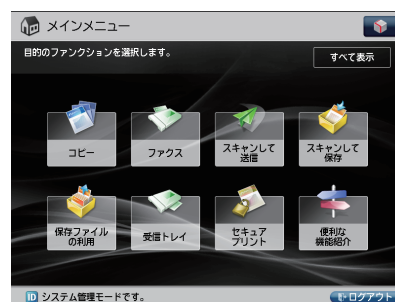 メインメニュー
目的のファンクションを選択します。
すべて表示
コピー
ファクス
スキャンして
送信
スキャンして
保存
保存ファイル
の利用
受信トレイ
セキュア
プリント
便利な
機能紹介
ID システム管理モードです。
ログアウト